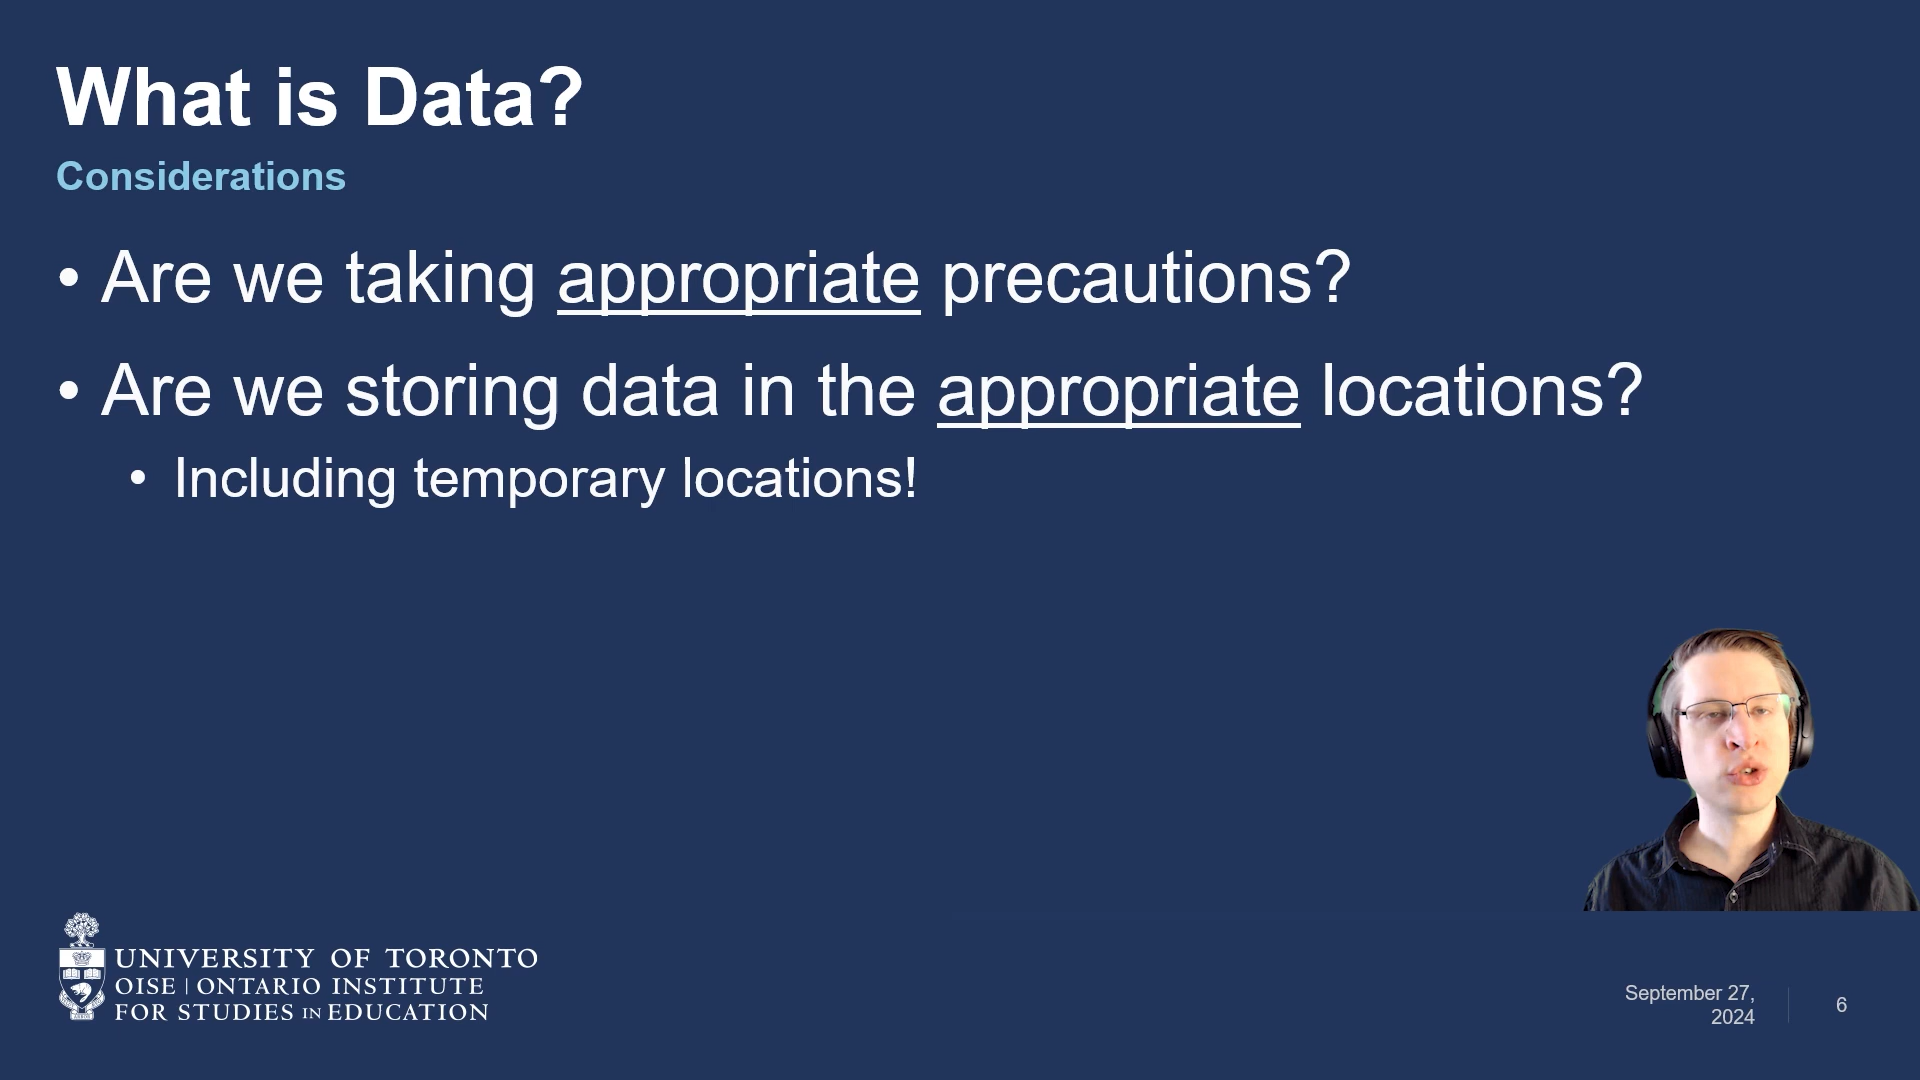 What is Data?
Considerations
• Are we taking appropriate precautions?
• Are we storing data in the appropriate locations?
• Including temporary locations!
UNIVERSITY OF TORONTO
OISE | ONTARIO INSTITUTE
FOR STUDIES IN EDUCATION
September 27,
2024
6